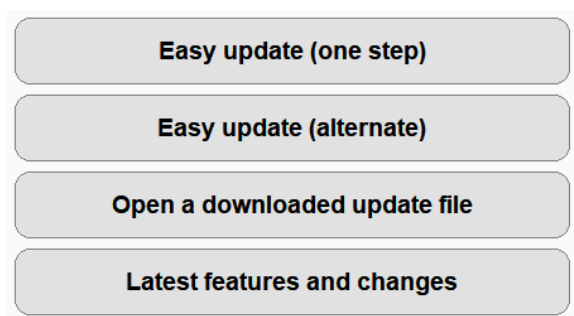 Easy update (one step)
Easy update (alternate)
Open a downloaded update file
Latest features and changes